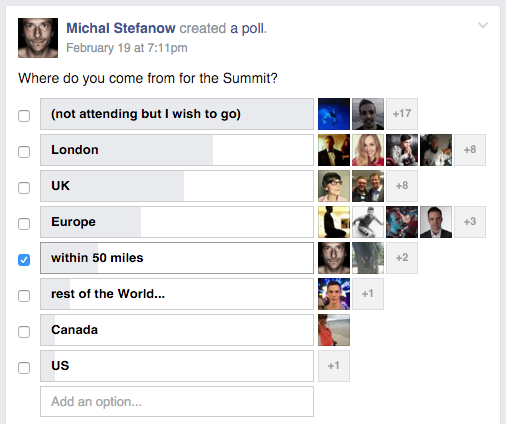 Michal Stefanow created a poll.
February 19 at 7:11pm
Where do you come from for the Summit?
(not attending but I wish to go) +17
London +8
UK +8
Europe +3
within 50 miles +2
rest of the World... +1
Canada
US +1
Add an option...